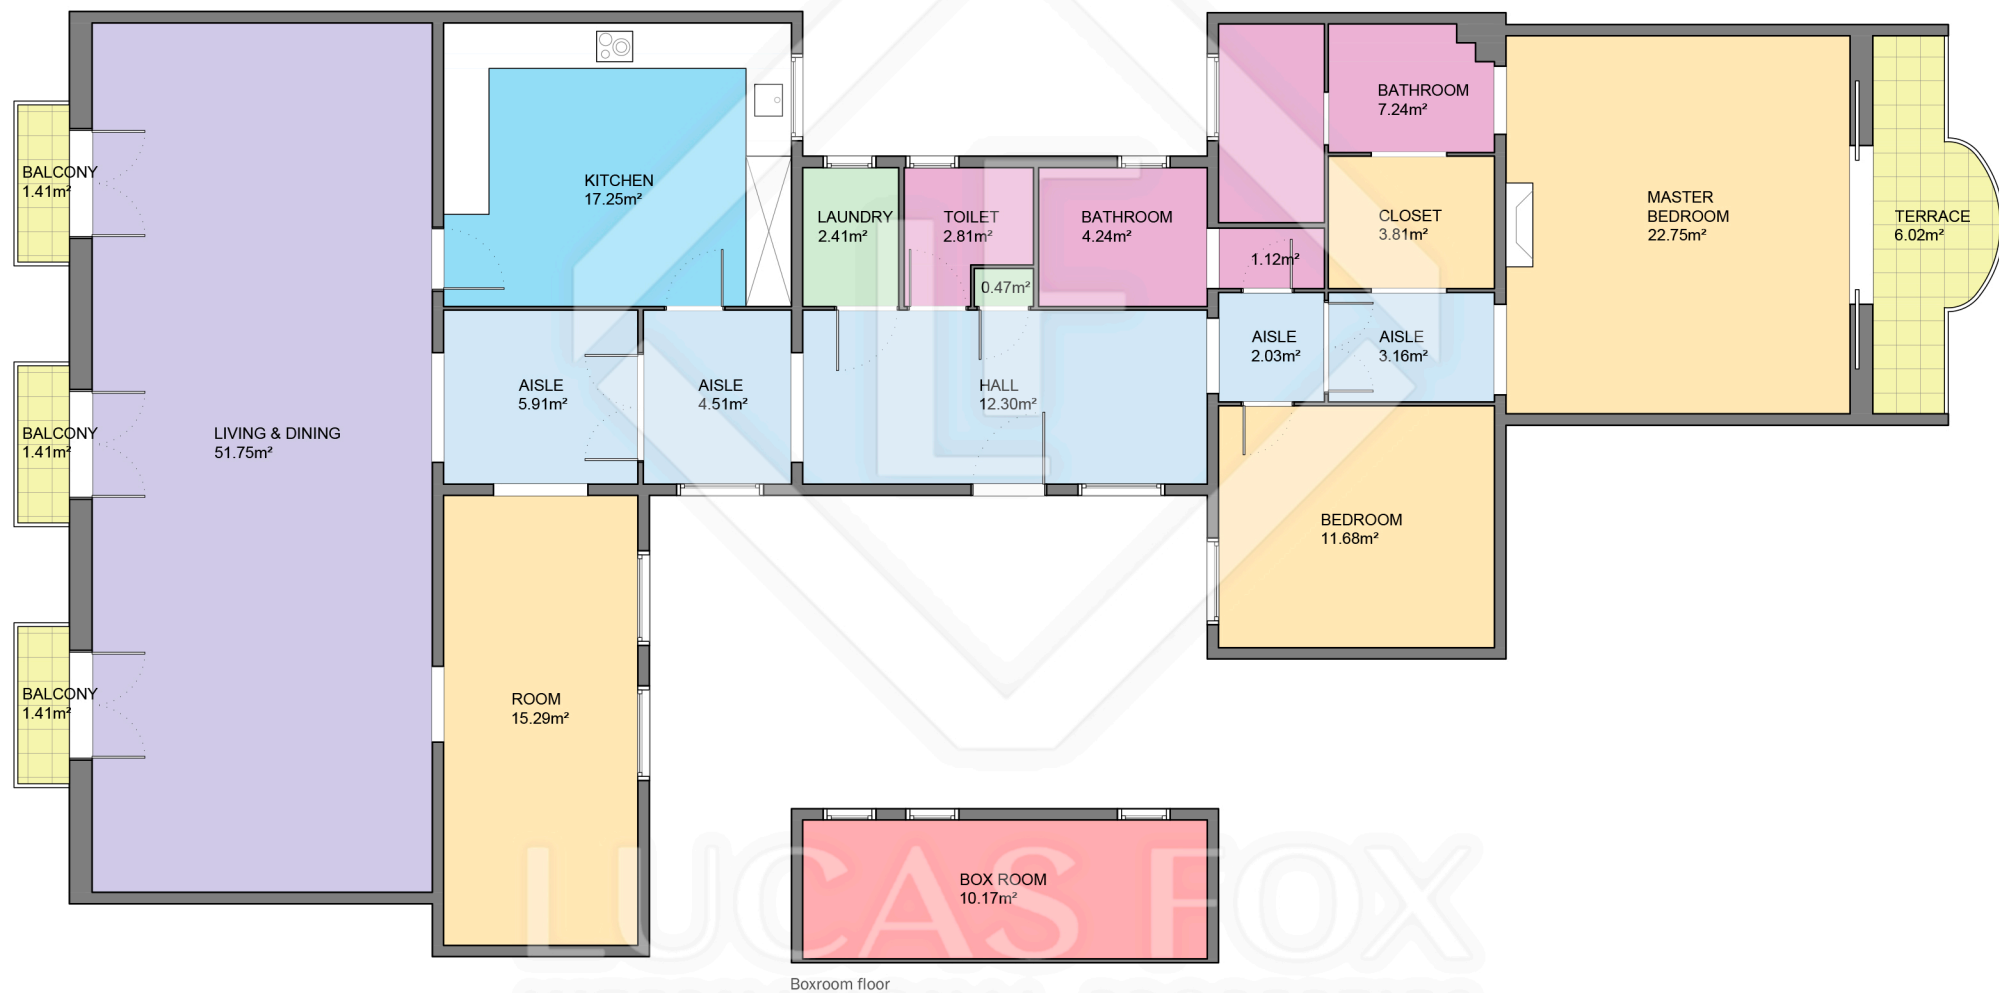 BALCONY
1.41m²
BALCONY
1.41m²
BALCONY
1.41m²
LIVING & DINING
51.75m²
KITCHEN
17.25m²
AISLE
5.91m²
AISLE
4.51m²
ROOM
15.29m²
LAUNDRY
2.41m²
TOILET
2.81m²
0.47m²
BATHROOM
4.24m²
HALL
12.30m²
1.12m²
BATHROOM
7.24m²
CLOSET
3.81m²
AISLE
2.03m²
AISLE
3.16m²
BEDROOM
11.68m²
MASTER
BEDROOM
22.75m²
TERRACE
6.02m²
BOX ROOM
10.17m²
Boxroom floor
LUCAS FOX